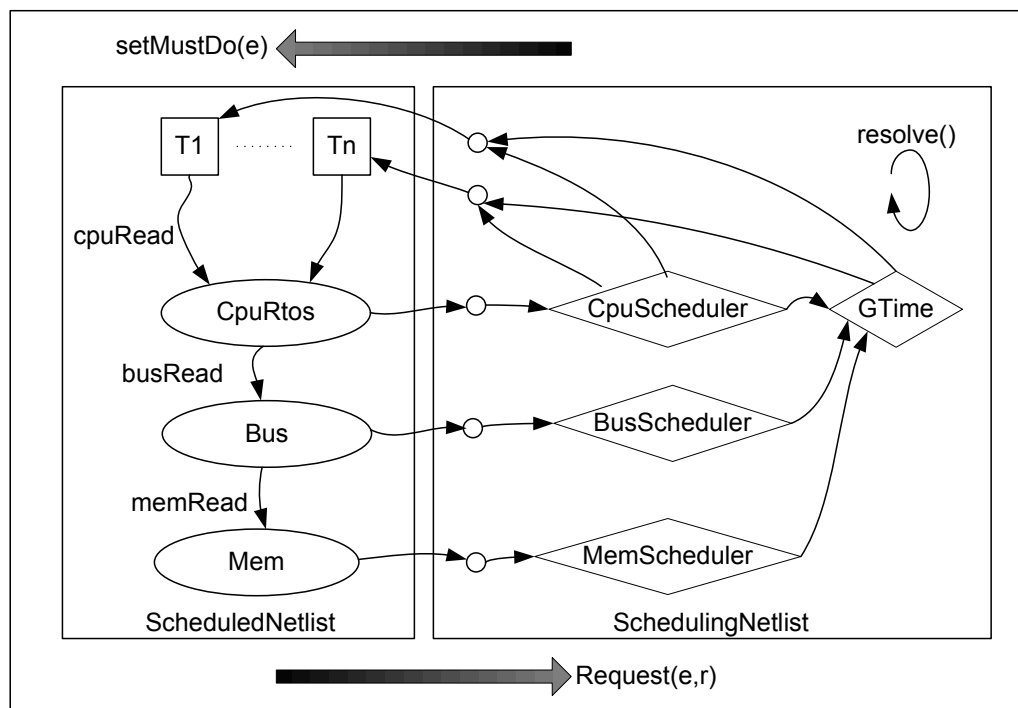 setMustDo(e)
T1
Tn
resolve()
cpuRead
CpuRtos
CpuScheduler
GTime
busRead
Bus
BusScheduler
memRead
Mem
MemScheduler
ScheduledNetlist
SchedulingNetlist
Request(e,r)